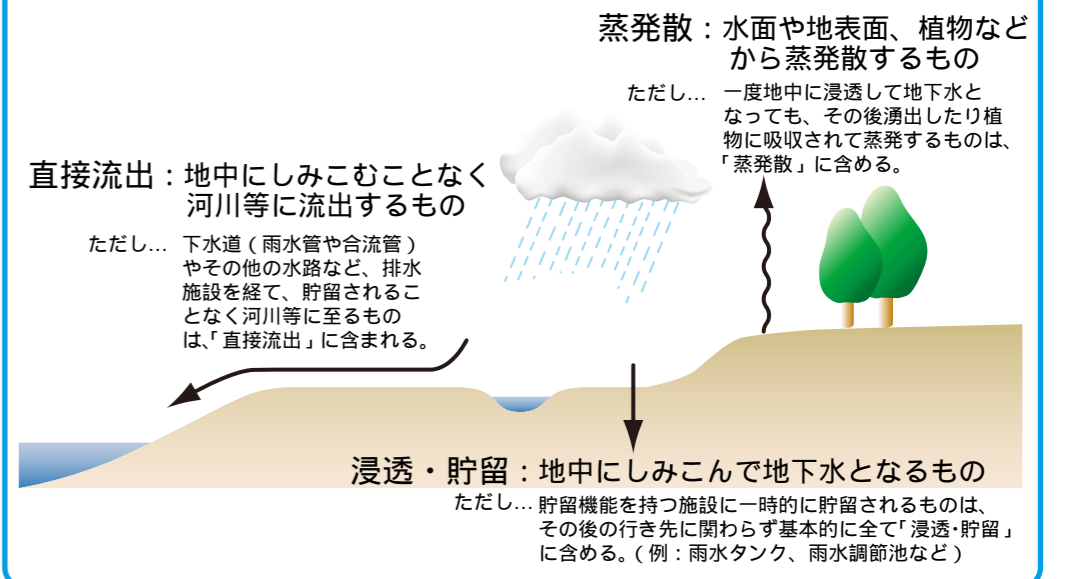 蒸発散：水面や地表面、植物など
から蒸発散するもの
ただし… 一度地中に浸透して地下水と
なっても、その後湧出したり植
物に吸収されて蒸発するものは、
「蒸発散」に含める。
直接流出：地中にしみこむことなく
河川等に流出するもの
ただし… 下水道（雨水管や合流管）
やその他の水路など、排水
施設を経て、貯留されるこ
となく河川等に至るもの
は、「直接流出」に含まれる。
浸透・貯留：地中にしみこんで地下水となるもの
ただし… 貯留機能を持つ施設に一時的に貯留されるものは、
その後の行き先に関わらず基本的に全て「浸透・貯留」
に含める。（例：雨水タンク、雨水調節池など）